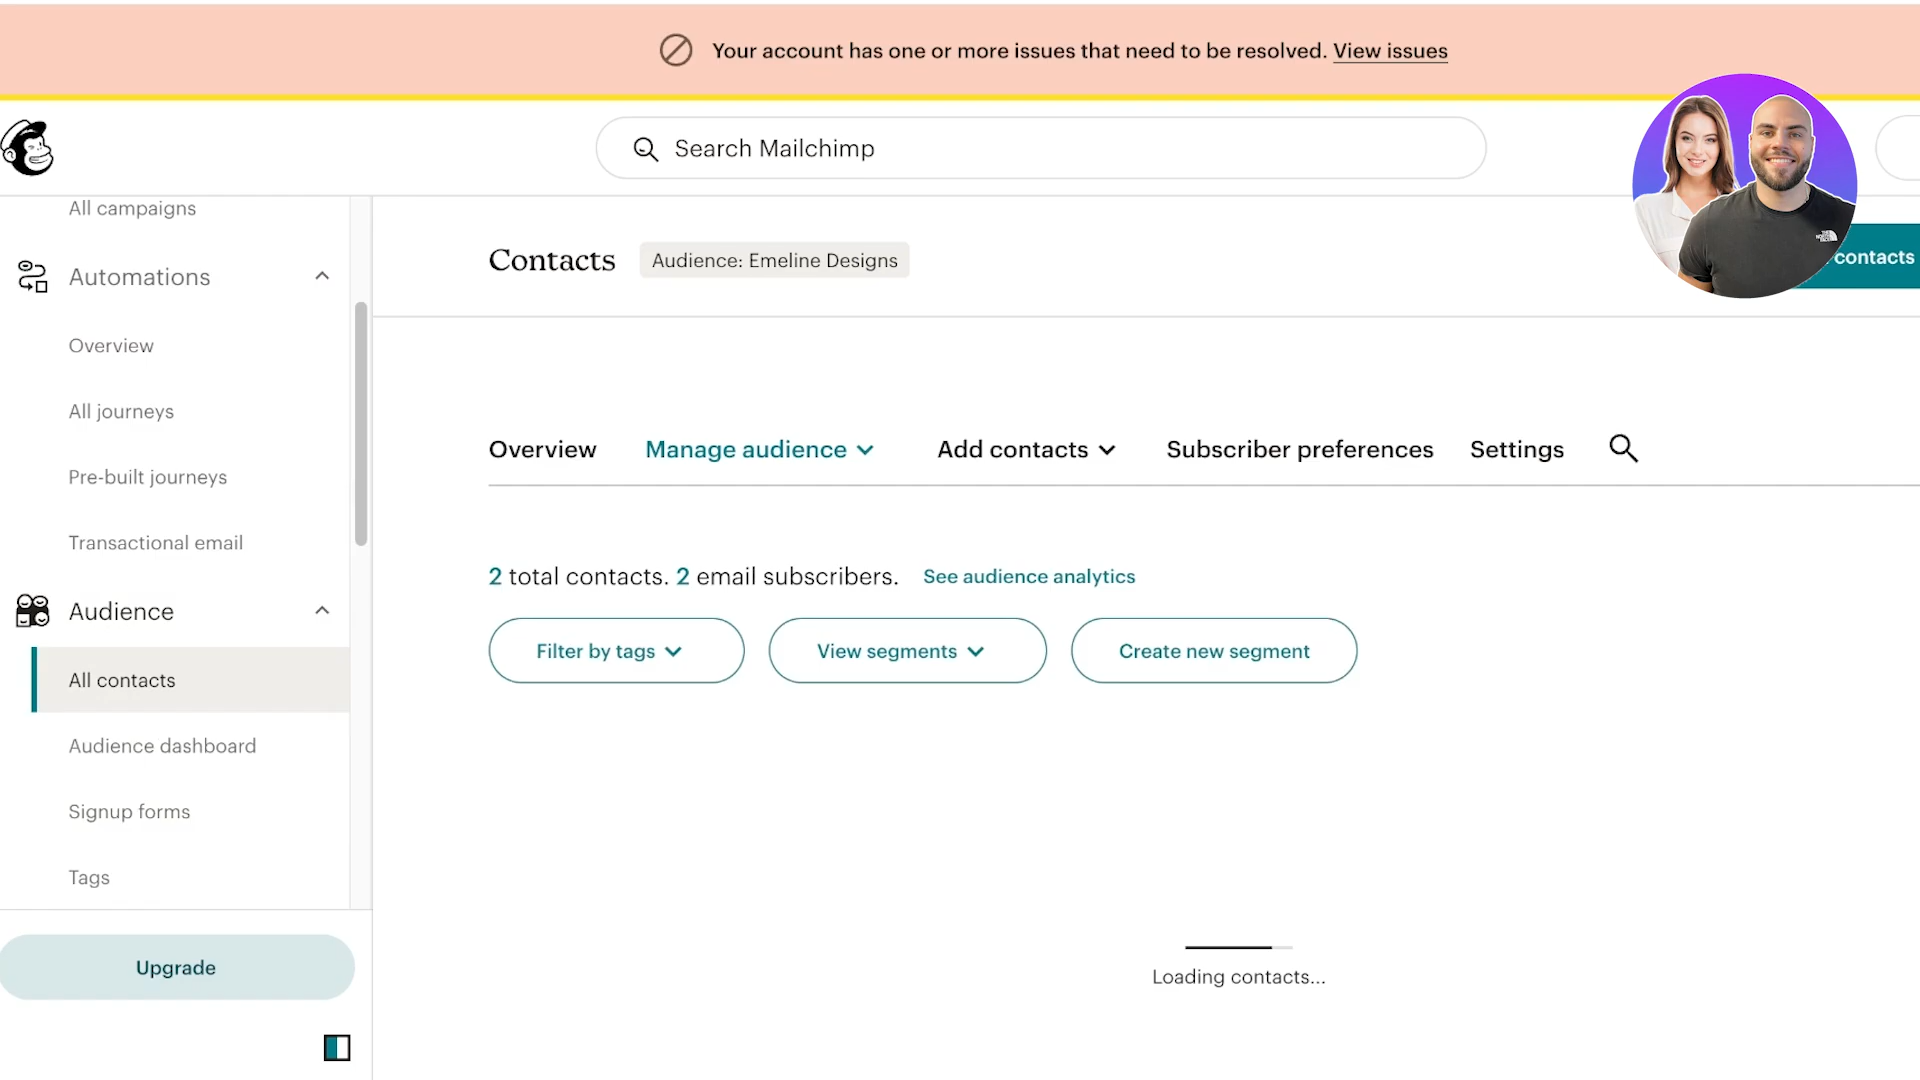 Your account has one or more issues that need to be resolved. View issues
Search Mailchimp
All campaigns
Automations
Overview
All journeys
Pre-built journeys
Transactional email
Audience
All contacts
Audience dashboard
Signup forms
Tags
Upgrade
Contacts
Audience: Emeline Designs
contacts
Overview
Manage audience
Add contacts
Subscriber preferences
Settings
2 total contacts. 2 email subscribers. See audience analytics
Filter by tags
View segments
Create new segment
Loading contacts...